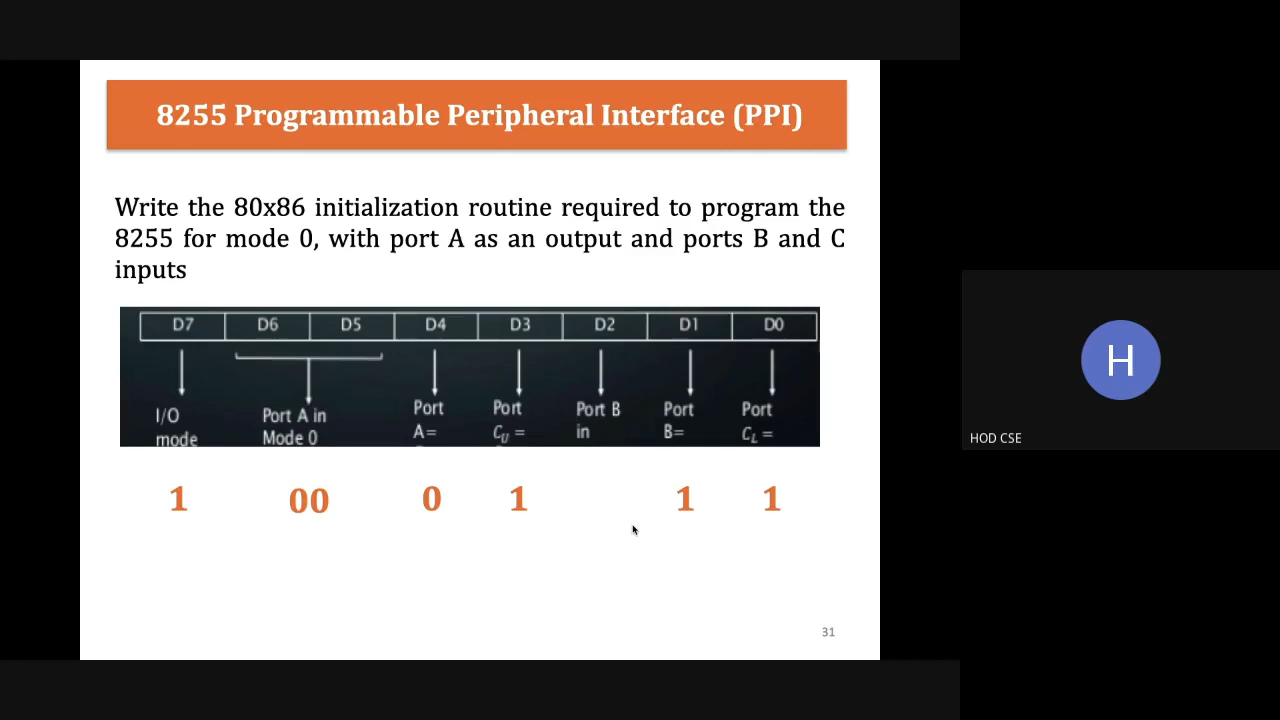 8255 Programmable Peripheral Interface (PPI)
Write the 80x86 initialization routine required to program the
8255 for mode 0, with port A as an output and ports B and C
inputs
D7 D6 D5 D4 D3 D2 D1 D0
I/O Port A in Port Port Port B Port Port
mode Mode 0 A= Cᵤ = in B= C_L =
1 00 0 1 1 1
31
H
HOD CSE